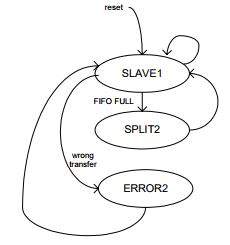 reset
SLAVE1
FIFO FULL
SPLIT2
wrong
transfer
ERROR2